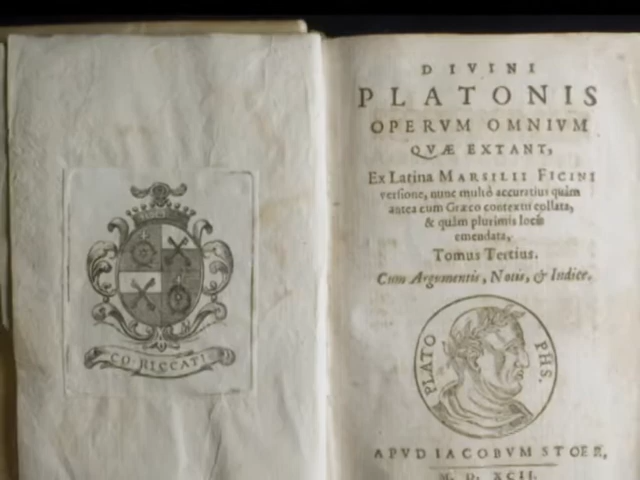 CO·RICCATI
DIVINI
PLATONIS
OPERVM OMNIVM
QVÆ EXTANT,
Ex Latina MARSILII FICINI
versione, nunc multò accuratius quàm
antea cum Græco contextu collata,
& quàm plurimis locis
emendata,
Tomus Tertius.
Cum Argumentis, Notis, & Indice.
PLATO PHS.
APVD IACOBVM STOER,
M. D. XCII.